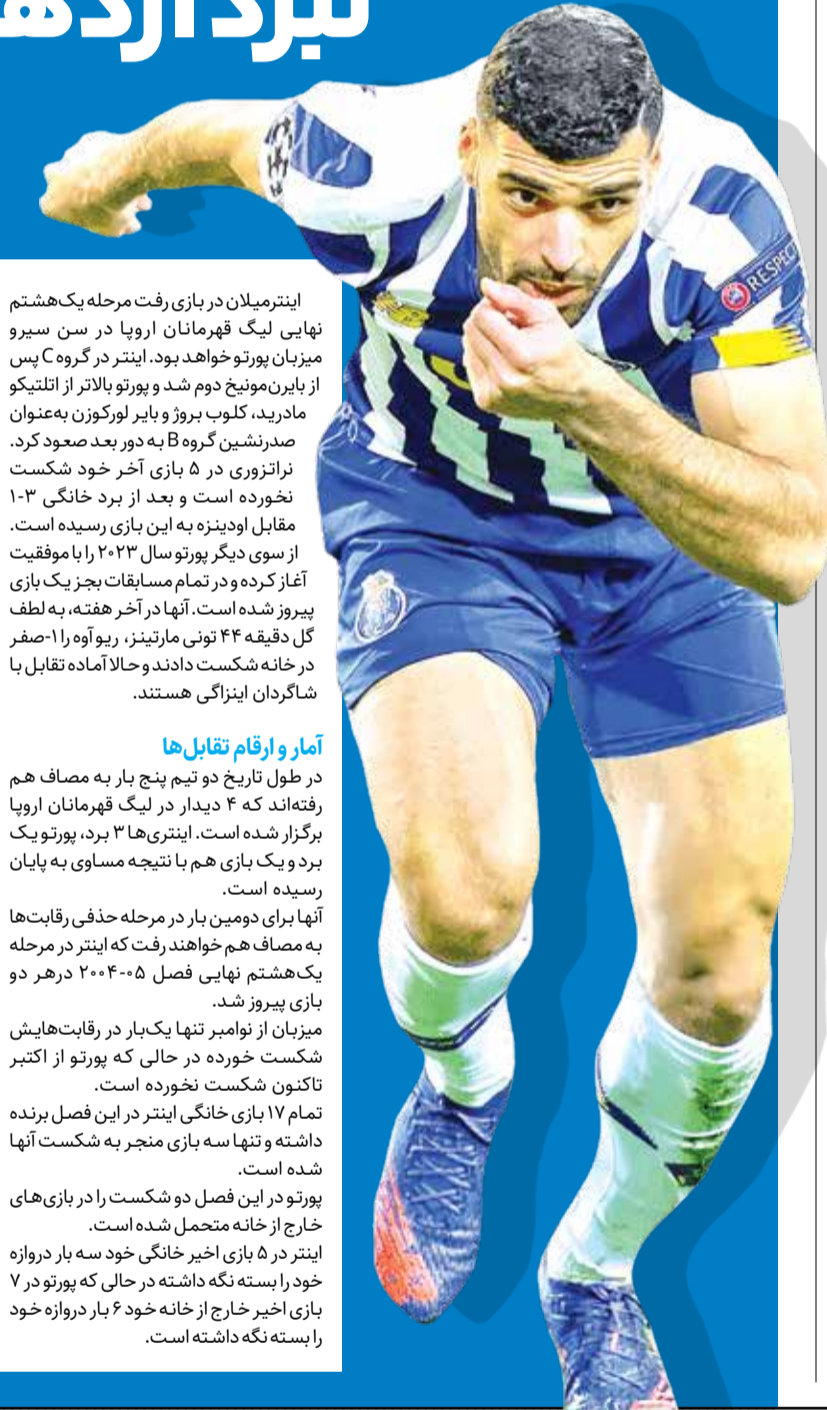 نبرد اژدها
RESPECT
اینترمیلان در بازی رفت مرحله یک‌هشتم
نهایی لیگ قهرمانان اروپا در سن سیرو
میزبان پورتو خواهد بود. اینتر در گروه C پس
از بایرن‌مونیخ دوم شد و پورتو بالاتر از اتلتیکو
مادرید، کلوب بروژ و بایر لورکوزن به‌عنوان
صدرنشین گروه B به دور بعد صعود کرد.
نراتزوری در ۵ بازی آخر خود شکست
نخورده است و بعد از برد خانگی ۳-۱
مقابل اودینزه به این بازی رسیده است.
از سوی دیگر پورتو سال ۲۰۲۳ را با موفقیت
آغاز کرده و در تمام مسابقات بجز یک بازی
پیروز شده است. آنها در آخر هفته، به لطف
گل دقیقه ۴۴ تونی مارتینز، ریو آوه را ۱-صفر
در خانه شکست دادند و حالا آماده تقابل با
شاگردان اینزاگی هستند.
آمار و ارقام تقابل‌ها
در طول تاریخ دو تیم پنج بار به مصاف هم
رفته‌اند که ۴ دیدار در لیگ قهرمانان اروپا
برگزار شده است. اینتری‌ها ۳ برد، پورتو یک
برد و یک بازی هم با نتیجه مساوی به پایان
رسیده است.
آنها برای دومین بار در مرحله حذفی رقابت‌ها
به مصاف هم خواهند رفت که اینتر در مرحله
یک‌هشتم نهایی فصل ۰۵-۲۰۰۴ درهر دو
بازی پیروز شد.
میزبان از نوامبر تنها یک‌بار در رقابت‌هایش
شکست خورده در حالی که پورتو از اکتبر
تاکنون شکست نخورده است.
تمام ۱۷ بازی خانگی اینتر در این فصل برنده
داشته و تنها سه بازی منجر به شکست آنها
شده است.
پورتو در این فصل دو شکست را در بازی‌های
خارج از خانه متحمل شده است.
اینتر در ۵ بازی اخیر خانگی خود سه بار دروازه
خود را بسته نگه داشته در حالی که پورتو در ۷
بازی اخیر خارج از خانه خود ۶ بار دروازه خود
را بسته نگه داشته است.